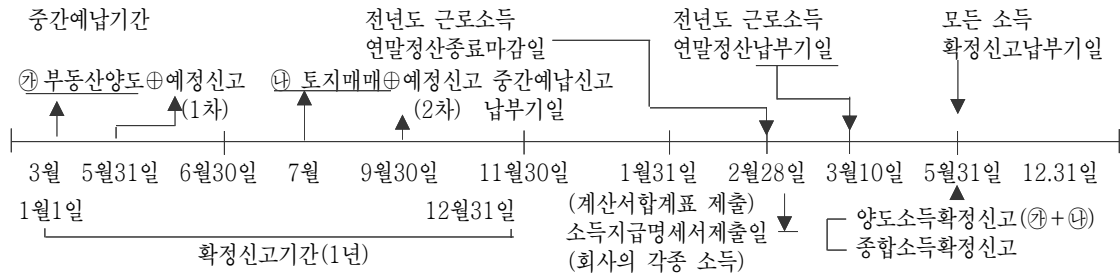 중간예납기간
전년도 근로소득
연말정산종료마감일
전년도 근로소득
연말정산납부기일
모든 소득
확정신고납부기일
㉮ 부동산양도⊕예정신고
(1차)
㉯ 토지매매⊕예정신고
(2차)
중간예납신고
납부기일
3월 5월31일 6월30일 7월 9월30일 11월30일 1월31일 2월28일 3월10일 5월31일 12.31일
1월1일 12월31일
확정신고기간(1년)
(계산서합계표 제출)
소득지급명세서제출일
(회사의 각종 소득)
양도소득확정신고(㉮+㉯)
종합소득확정신고